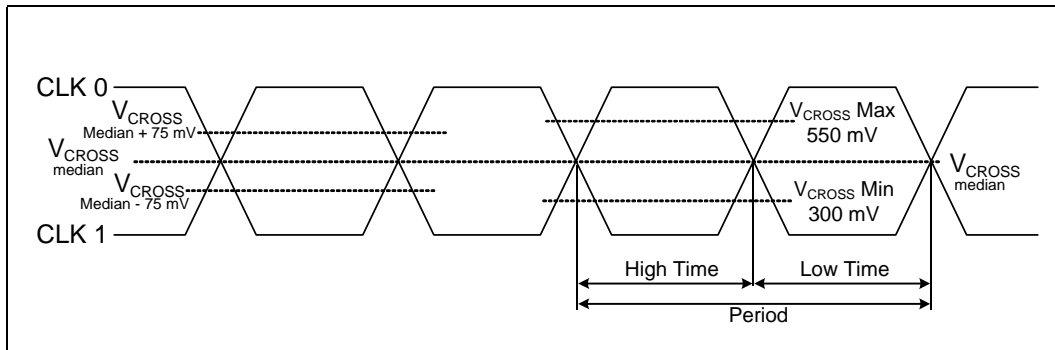 CLK 0
VCROSS
Median + 75 mV
VCROSS
median
VCROSS
Median - 75 mV
CLK 1
VCROSS Max
550 mV
VCROSS
median
VCROSS Min
300 mV
High Time
Low Time
Period